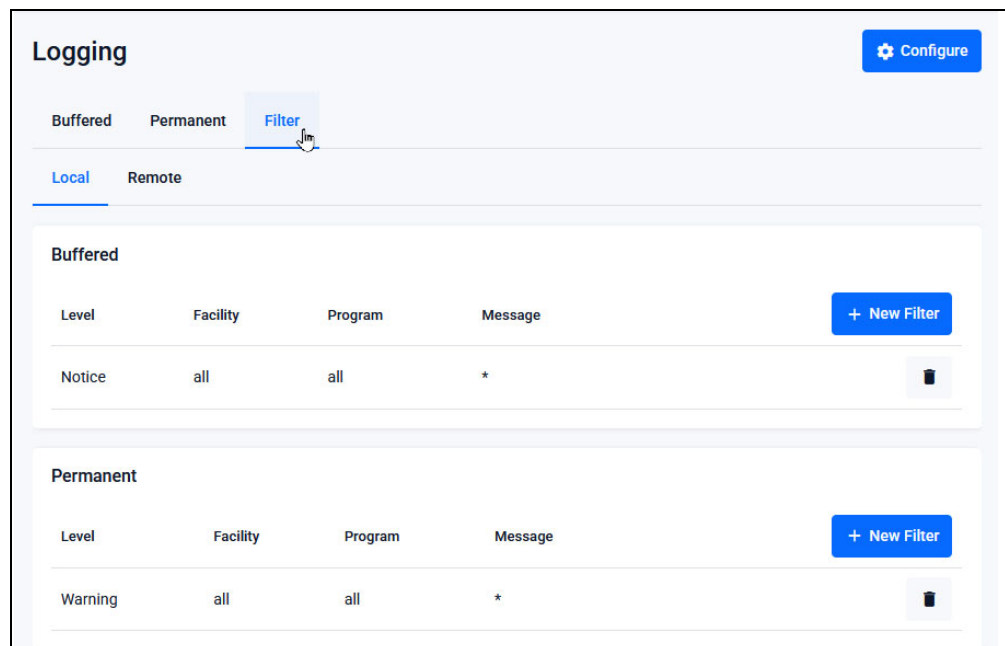 Logging
Configure
Buffered Permanent Filter
Local Remote
Buffered
Level Facility Program Message + New Filter
Notice all all *
Permanent
Level Facility Program Message + New Filter
Warning all all *